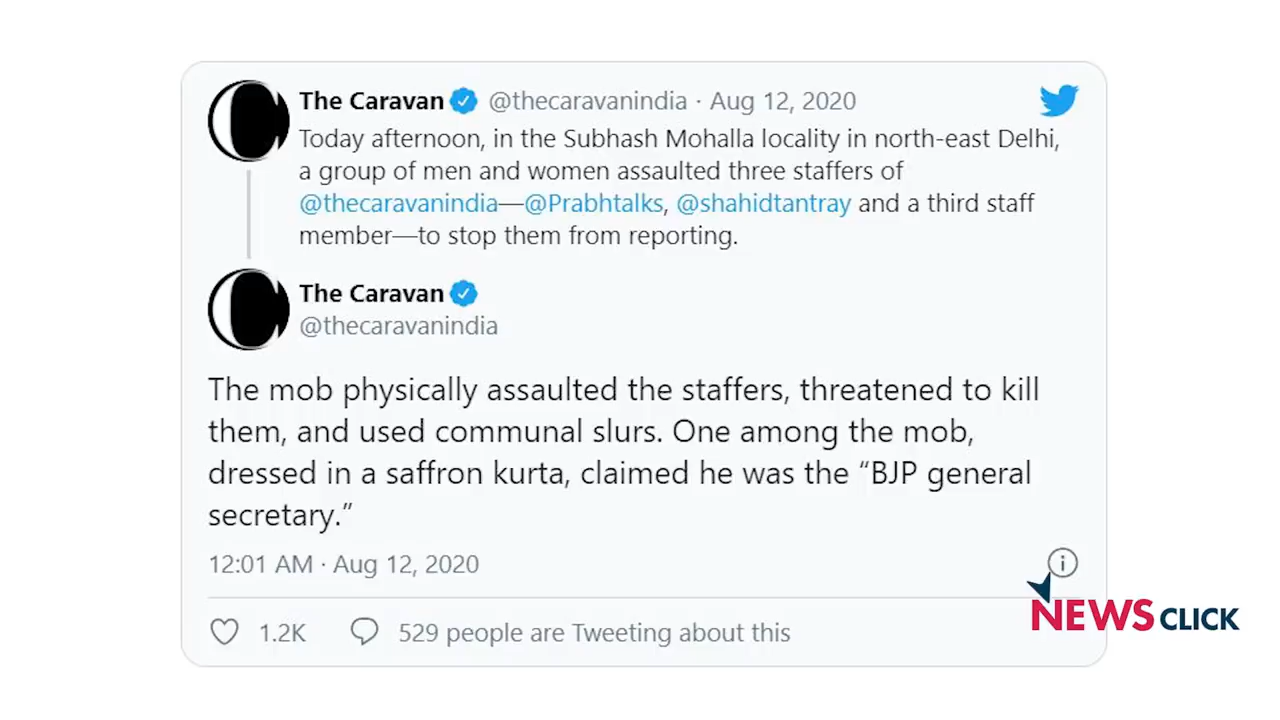 The Caravan @thecaravanindia · Aug 12, 2020
Today afternoon, in the Subhash Mohalla locality in north-east Delhi,
a group of men and women assaulted three staffers of
@thecaravanindia—@Prabhtalks, @shahidtantray and a third staff
member—to stop them from reporting.
The Caravan
@thecaravanindia
The mob physically assaulted the staffers, threatened to kill
them, and used communal slurs. One among the mob,
dressed in a saffron kurta, claimed he was the “BJP general
secretary.”
12:01 AM · Aug 12, 2020
1.2K 529 people are Tweeting about this
NEWSCLICK